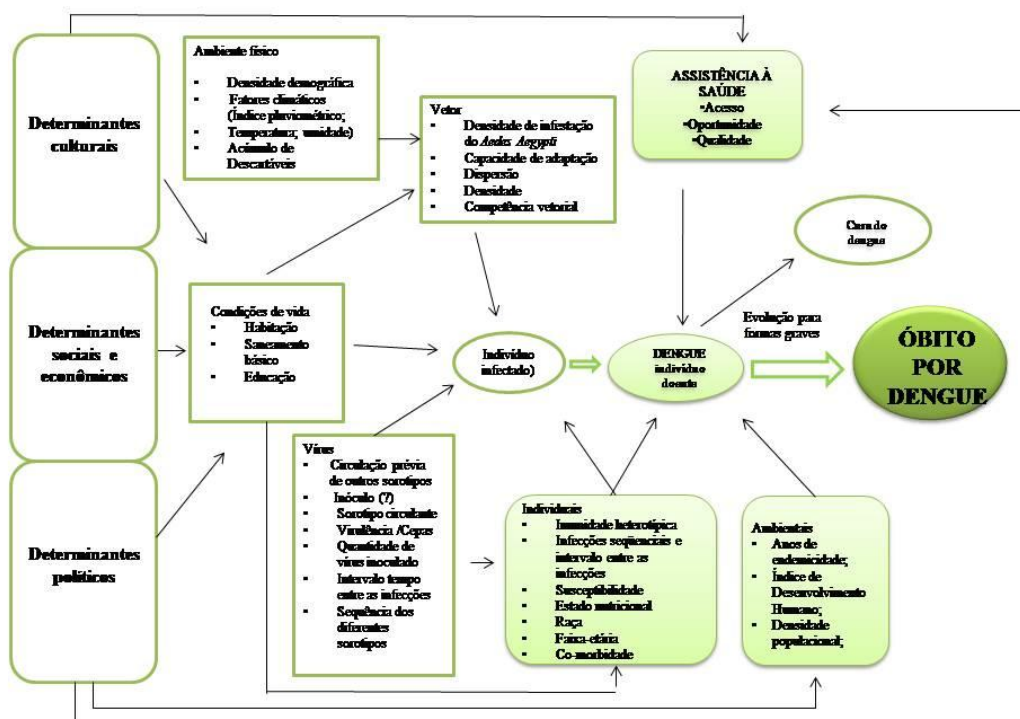 Determinantes
culturais
Determinantes
sociais e
econômicos
Determinantes
políticos
Ambiente físico
▪ Densidade demográfica
▪ Fatores climáticos
(Índice pluviométrico;
▪ Temperatura; umidade)
▪ Acúmulo de
Descartáveis
Condições de vida
▪ Habitação
▪ Saneamento
básico
▪ Educação
Vetor
▪ Densidade de infestação
do Aedes Aegypti
▪ Capacidade de adaptação
▪ Dispersão
▪ Densidade
▪ Competência vetorial
Vírus
▪ Circulação prévia
de outros sorotipos
▪ Inóculo (?)
▪ Sorotipo circulante
▪ Virulência /Cepas
▪ Quantidade de
vírus inoculado
▪ Intervalo tempo
entre as infecções
▪ Sequência dos
diferentes
sorotipos
Indivíduo
infectado)
ASSISTÊNCIA À
SAÚDE
▪Acesso
▪Oportunidade
▪Qualidade
DENGUE
indivíduo
doente
Cura do
dengue
Evolução para
formas graves
ÓBITO
POR
DENGUE
Individuais
▪ Imunidade heterotípica
▪ Infecções seqüenciais e
intervalo entre as
infecções
▪ Susceptibilidade
▪ Estado nutricional
▪ Raça
▪ Faixa-etária
▪ Co-morbidade
Ambientais
▪ Anos de
endemicidade;
▪ Índice de
Desenvolvimento
Humano;
▪ Densidade
populacional;